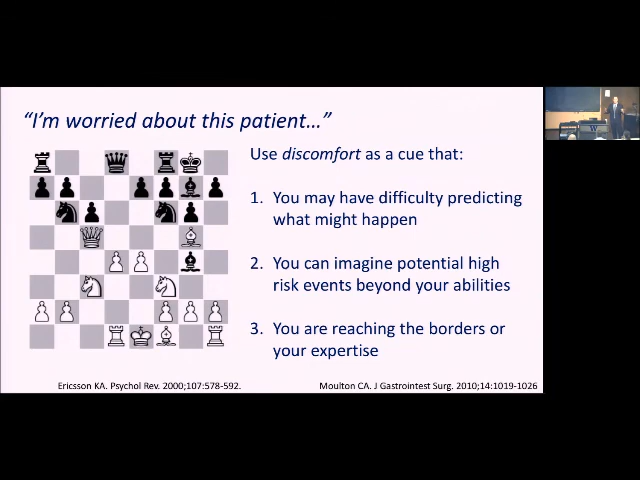 “I’m worried about this patient...”
Use discomfort as a cue that:
1. You may have difficulty predicting
what might happen
2. You can imagine potential high
risk events beyond your abilities
3. You are reaching the borders or
your expertise
Ericsson KA. Psychol Rev. 2000;107:578-592.
Moulton CA. J Gastrointest Surg. 2010;14:1019-1026